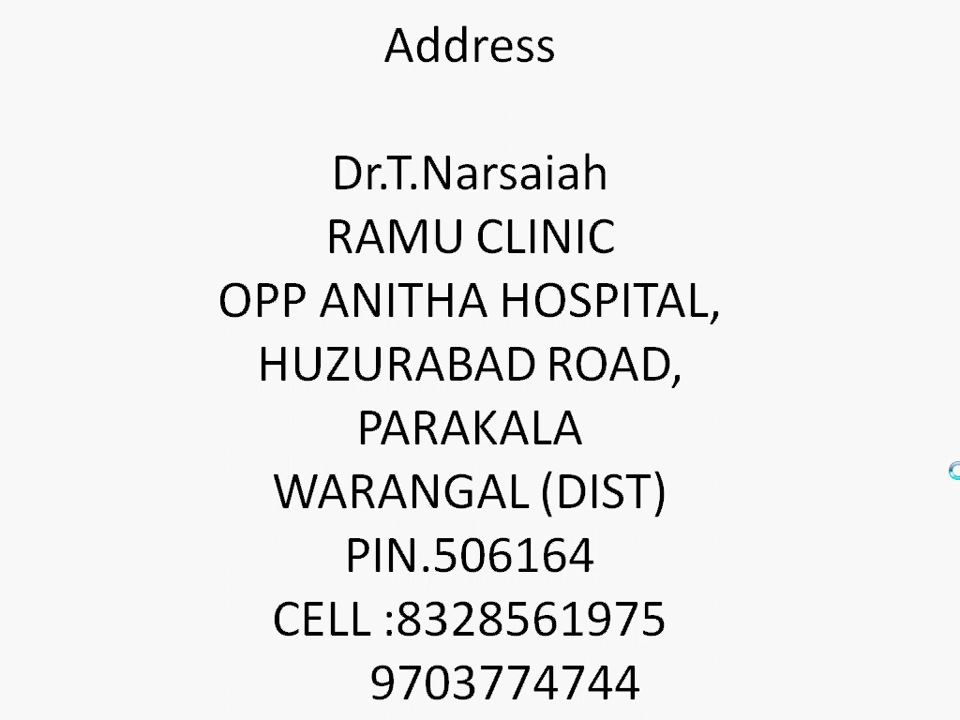 Address
Dr.T.Narsaiah
RAMU CLINIC
OPP ANITHA HOSPITAL,
HUZURABAD ROAD,
PARAKALA
WARANGAL (DIST)
PIN.506164
CELL :8328561975
9703774744